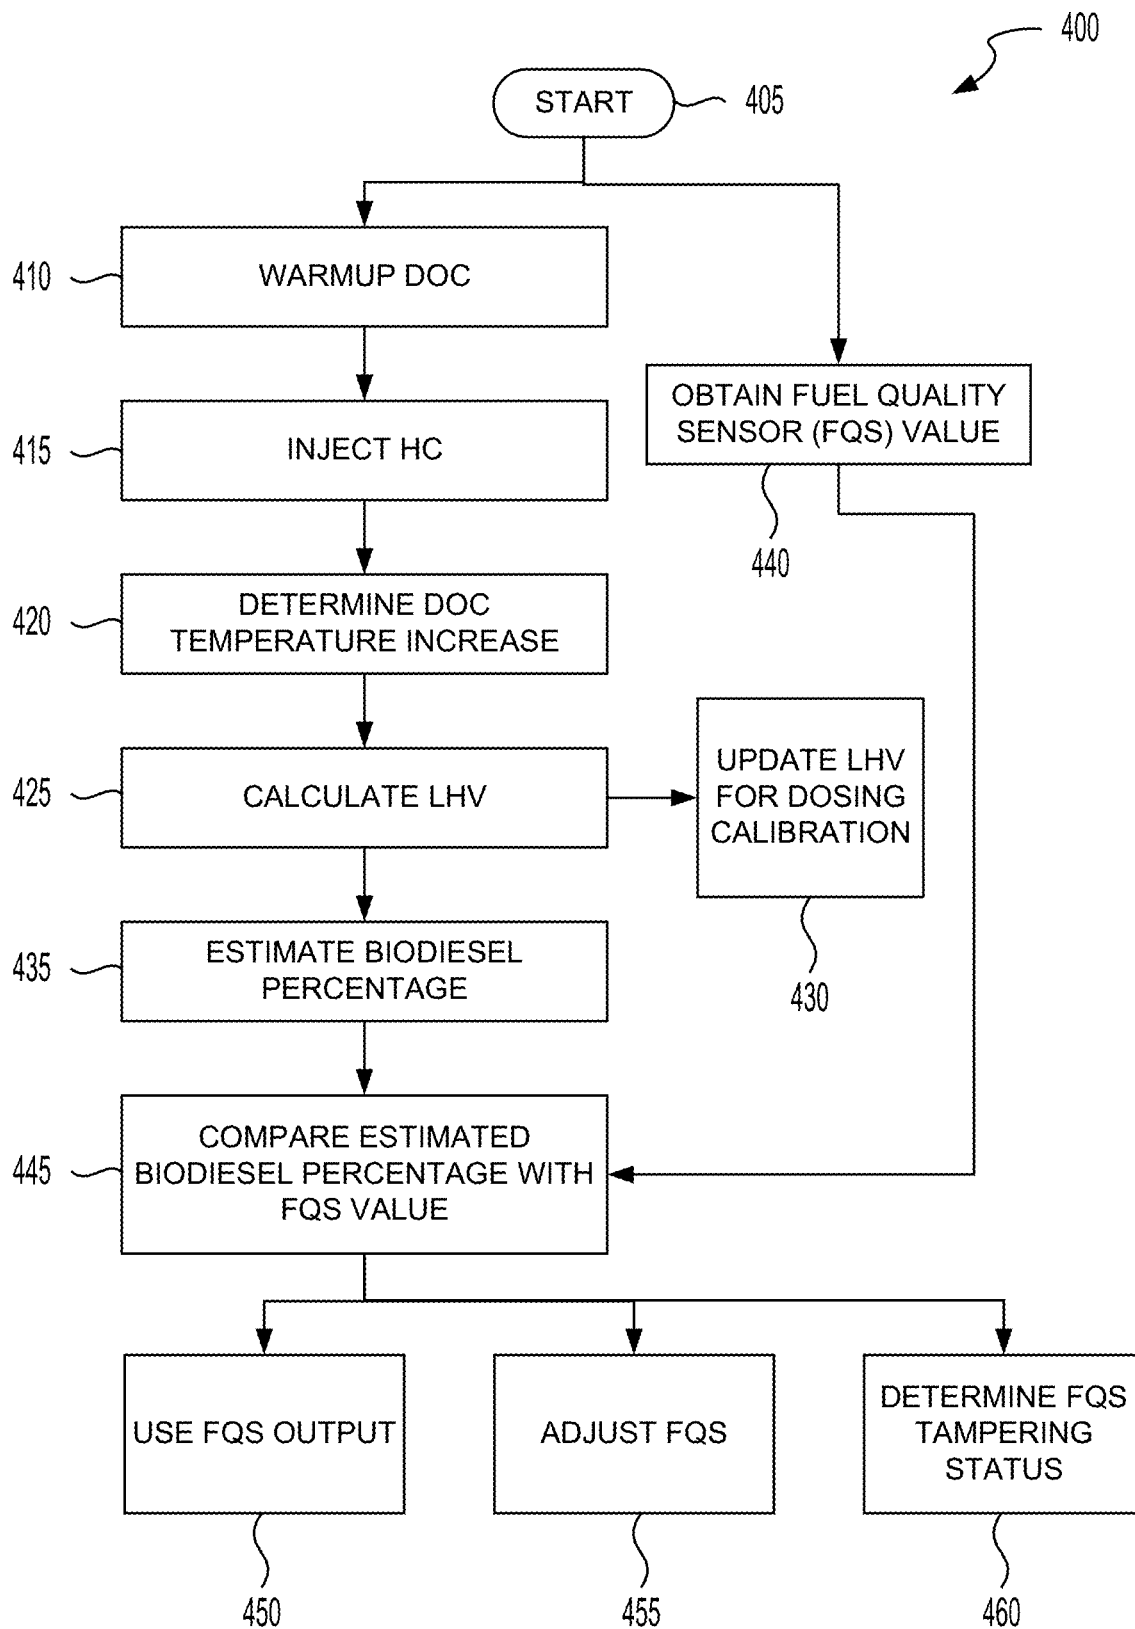 400
START
405
WARMUP DOC
410
OBTAIN FUEL QUALITY
SENSOR (FQS) VALUE
440
INJECT HC
415
DETERMINE DOC
TEMPERATURE INCREASE
420
CALCULATE LHV
425
UPDATE LHV
FOR DOSING
CALIBRATION
430
ESTIMATE BIODIESEL
PERCENTAGE
435
COMPARE ESTIMATED
BIODIESEL PERCENTAGE WITH
FQS VALUE
445
USE FQS OUTPUT
450
ADJUST FQS
455
DETERMINE FQS
TAMPERING
STATUS
460